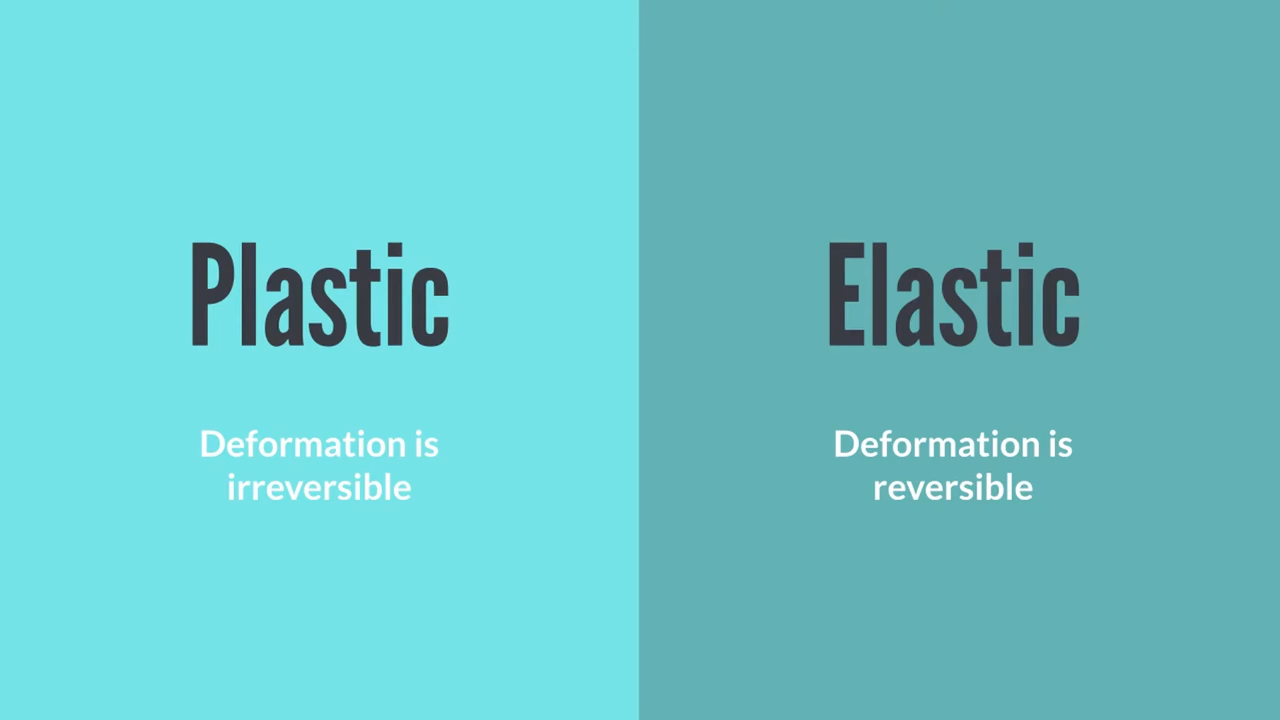 Plastic
Deformation is
irreversible
Elastic
Deformation is
reversible